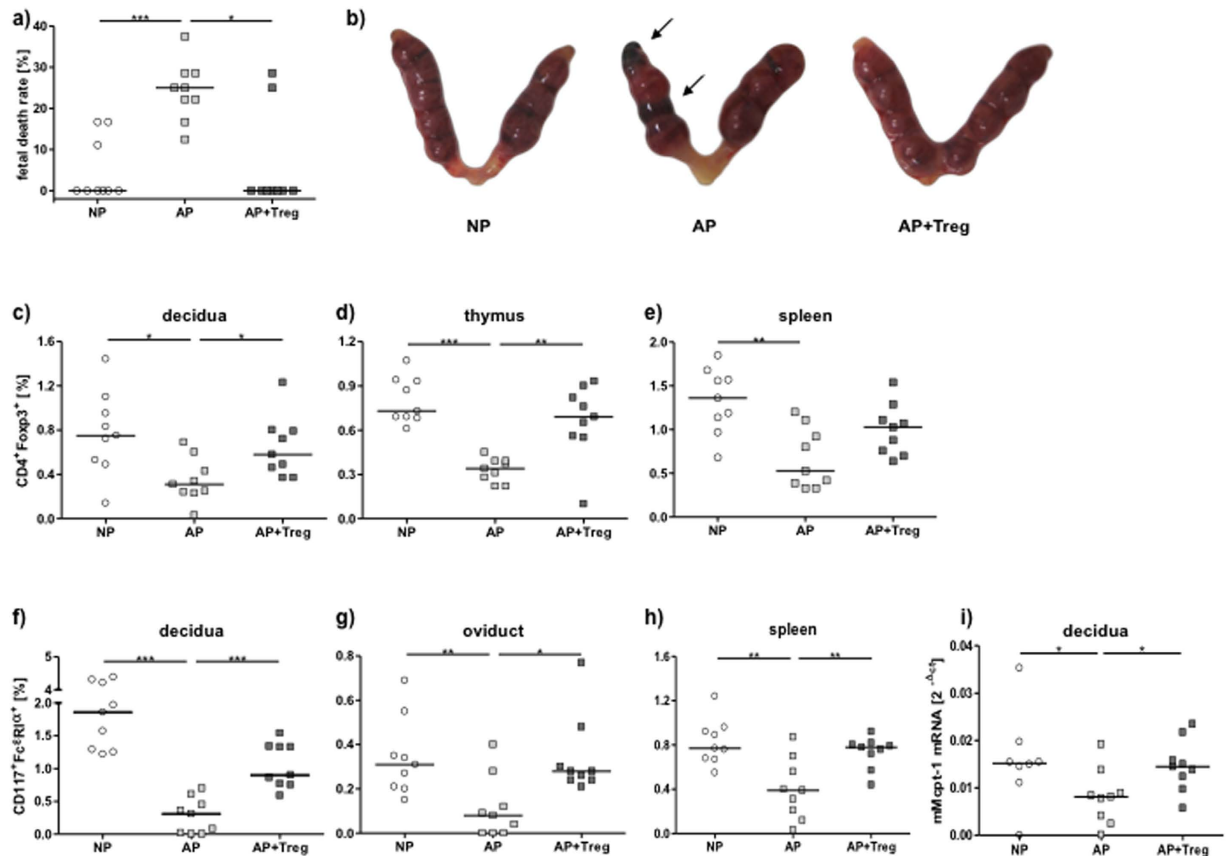 a)
*** *
fetal death rate [%]
40
30
20
10
0
NP AP AP+Treg
b)
NP AP AP+Treg
c)
decidua
* *
CD4+Foxp3+ [%]
1.6
1.2
0.8
0.4
0.0
NP AP AP+Treg
d)
thymus
*** **
1.2
0.9
0.6
0.3
0.0
NP AP AP+Treg
e)
spleen
**
2.0
1.5
1.0
0.5
0.0
NP AP AP+Treg
f)
decidua
*** ***
CD117+FcεRIα+ [%]
5
4
2.0
1.5
1.0
0.5
0.0
NP AP AP+Treg
g)
oviduct
** *
0.8
0.6
0.4
0.2
0.0
NP AP AP+Treg
h)
spleen
** **
1.6
1.2
0.8
0.4
0.0
NP AP AP+Treg
i)
decidua
* *
mMcpt-1 mRNA [2 -Δct]
0.04
0.03
0.02
0.01
0.00
NP AP AP+Treg